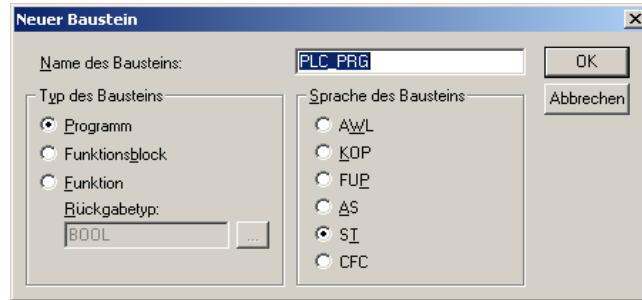 Neuer Baustein
Name des Bausteins:
PLC_PRG
OK
Abbrechen
Typ des Bausteins
Programm
Funktionsblock
Funktion
Rückgabetyp:
BOOL
...
Sprache des Bausteins
AWL
KOP
FUP
AS
ST
CFC